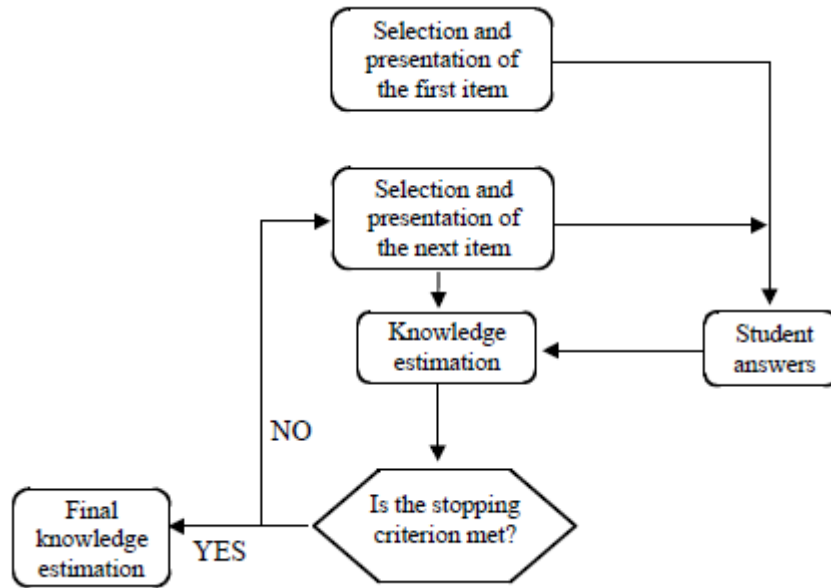 Selection and
presentation of
the first item
Selection and
presentation of
the next item
Knowledge
estimation
Student
answers
NO
Is the stopping
criterion met?
YES
Final
knowledge
estimation